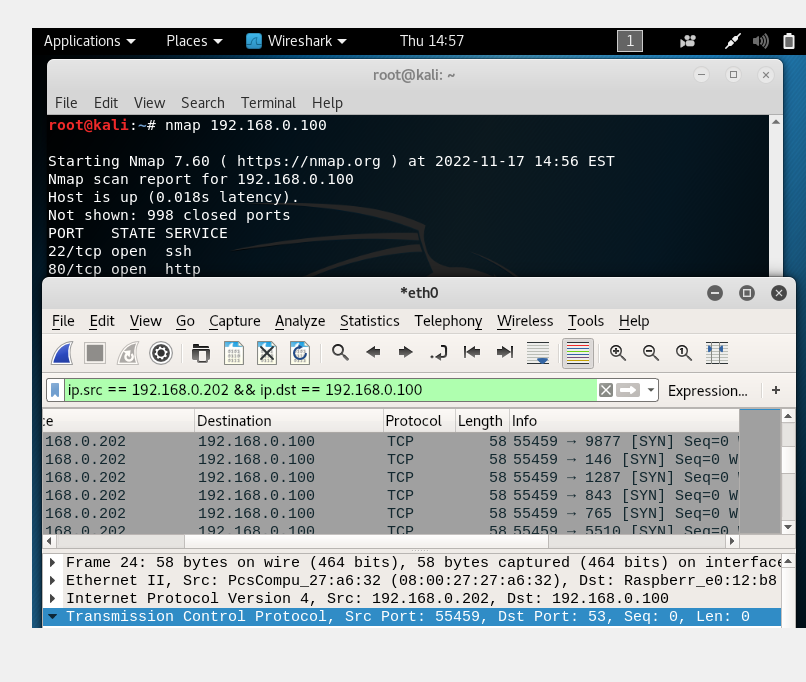 Applications Places Wireshark Thu 14:57 1
root@kali: ~
File Edit View Search Terminal Help
root@kali:~# nmap 192.168.0.100
Starting Nmap 7.60 ( https://nmap.org ) at 2022-11-17 14:56 EST
Nmap scan report for 192.168.0.100
Host is up (0.018s latency).
Not shown: 998 closed ports
PORT STATE SERVICE
22/tcp open ssh
80/tcp open http
*eth0
File Edit View Go Capture Analyze Statistics Telephony Wireless Tools Help
ip.src == 192.168.0.202 && ip.dst == 192.168.0.100 Expression... +
ce Destination Protocol Length Info
168.0.202 192.168.0.100 TCP 58 55459 → 9877 [SYN] Seq=0 W
168.0.202 192.168.0.100 TCP 58 55459 → 146 [SYN] Seq=0 W
168.0.202 192.168.0.100 TCP 58 55459 → 1287 [SYN] Seq=0 W
168.0.202 192.168.0.100 TCP 58 55459 → 843 [SYN] Seq=0 W
168.0.202 192.168.0.100 TCP 58 55459 → 765 [SYN] Seq=0 W
168.0.202 192.168.0.100 TCP 58 55459 → 5510 [SYN] Seq=0 W
Frame 24: 58 bytes on wire (464 bits), 58 bytes captured (464 bits) on interface
Ethernet II, Src: PcsCompu_27:a6:32 (08:00:27:27:a6:32), Dst: Raspberr_e0:12:b8
Internet Protocol Version 4, Src: 192.168.0.202, Dst: 192.168.0.100
Transmission Control Protocol, Src Port: 55459, Dst Port: 53, Seq: 0, Len: 0